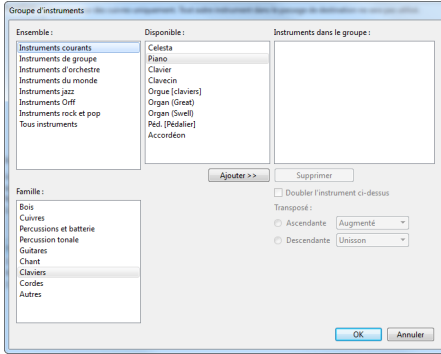 Groupe d'instruments
Ensemble :
Instruments courants
Instruments de groupe
Instruments d'orchestre
Instruments du monde
Instruments jazz
Instruments Orff
Instruments rock et pop
Tous instruments
Disponible :
Celesta
Piano
Clavier
Clavecin
Orgue [claviers]
Organ (Great)
Organ (Swell)
Péd. [Pédalier]
Accordéon
Instruments dans le groupe :
Ajouter >>
Supprimer
Famille :
Bois
Cuivres
Percussions et batterie
Percussion tonale
Guitares
Chant
Claviers
Cordes
Autres
Doubler l'instrument ci-dessus
Transposé :
Ascendante Augmenté
Descendante Unisson
OK Annuler